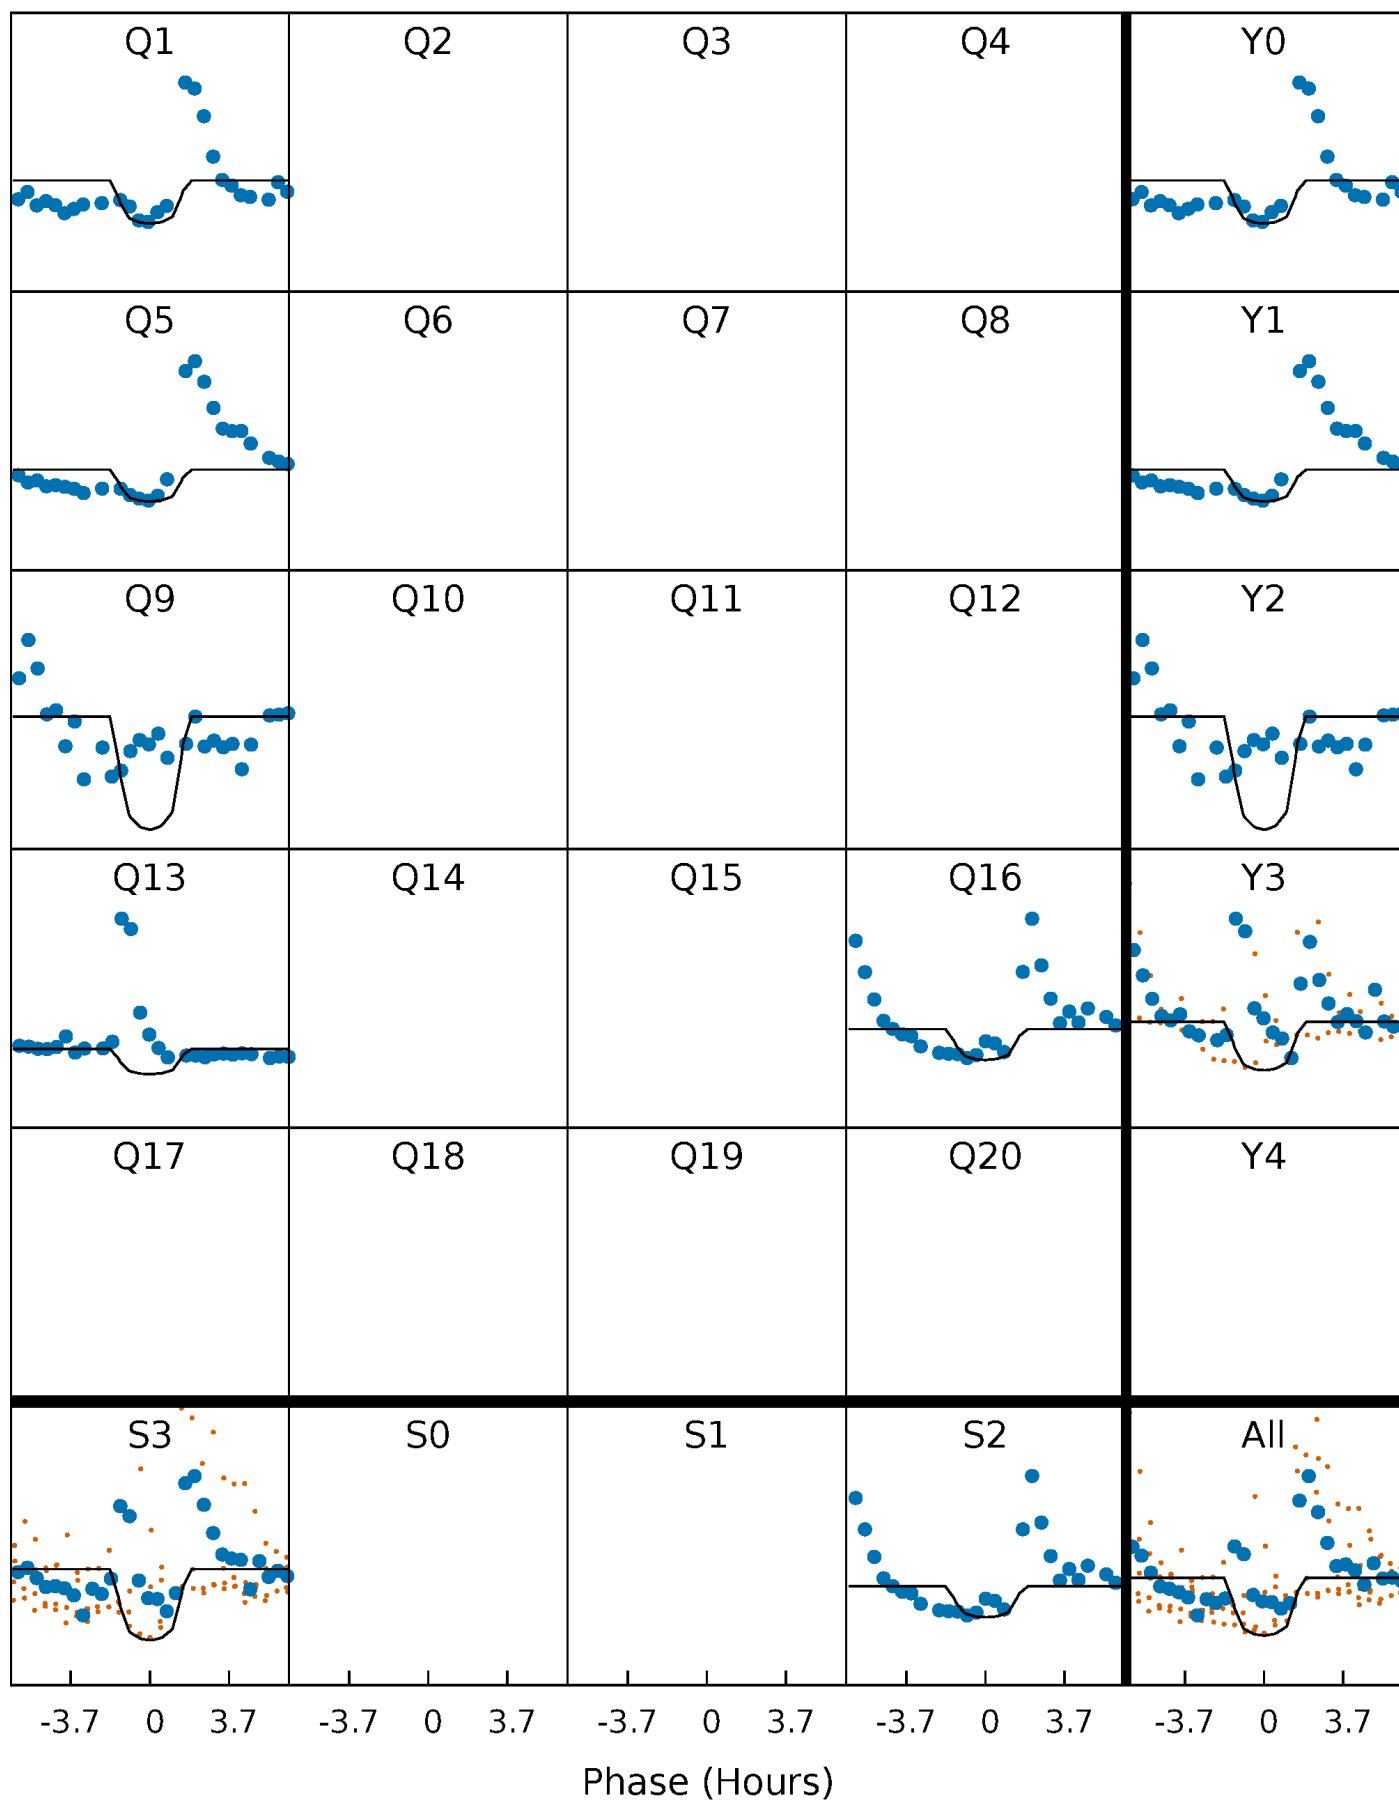 Q1 Q2 Q3 Q4 Y0
Q5 Q6 Q7 Q8 Y1
Q9 Q10 Q11 Q12 Y2
Q13 Q14 Q15 Q16 Y3
Q17 Q18 Q19 Q20 Y4
S3 S0 S1 S2 All
-3.7 0 3.7 -3.7 0 3.7 -3.7 0 3.7 -3.7 0 3.7 -3.7 0 3.7
Phase (Hours)